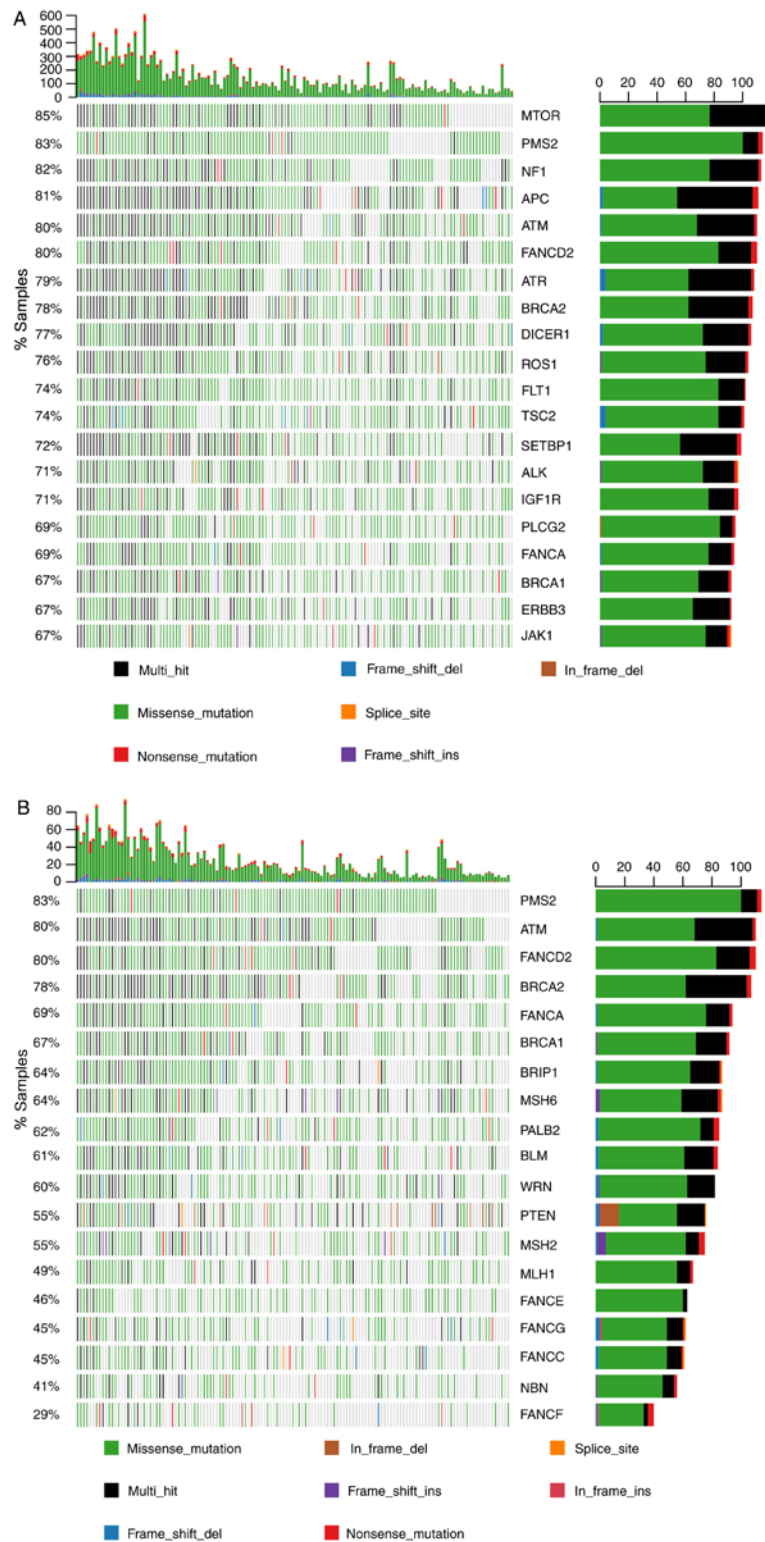 A
600
500
400
300
200
100
0
0 20 40 60 80 100
% Samples
85% MTOR
83% PMS2
82% NF1
81% APC
80% ATM
80% FANCD2
79% ATR
78% BRCA2
77% DICER1
76% ROS1
74% FLT1
74% TSC2
72% SETBP1
71% ALK
71% IGF1R
69% PLCG2
69% FANCA
67% BRCA1
67% ERBB3
67% JAK1
Multi_hit Frame_shift_del In_frame_del
Missense_mutation Splice_site
Nonsense_mutation Frame_shift_ins
B
80
60
40
20
0
0 20 40 60 80 100
% Samples
83% PMS2
80% ATM
80% FANCD2
78% BRCA2
69% FANCA
67% BRCA1
64% BRIP1
64% MSH6
62% PALB2
61% BLM
60% WRN
55% PTEN
55% MSH2
49% MLH1
46% FANCE
45% FANCG
45% FANCC
41% NBN
29% FANCF
Missense_mutation In_frame_del Splice_site
Multi_hit Frame_shift_ins In_frame_ins
Frame_shift_del Nonsense_mutation